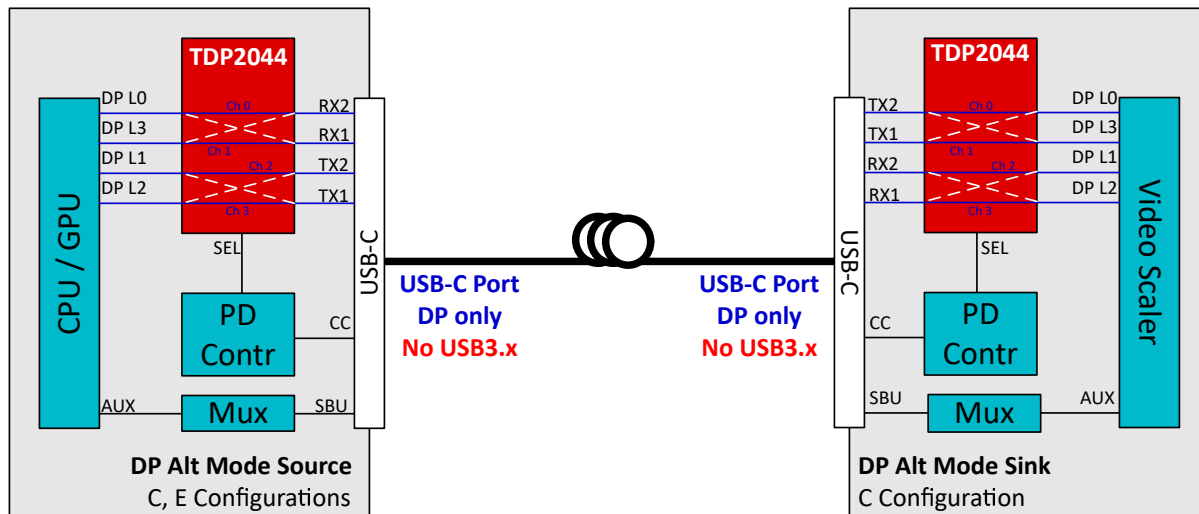 TDP2044
DP L0
Ch 0
RX2
DP L3
Ch 1
RX1
DP L1
Ch 2
TX2
DP L2
Ch 3
TX1
SEL
CPU / GPU
PD
Contr
CC
USB-C
AUX
Mux
SBU
DP Alt Mode Source
C, E Configurations
USB-C Port
DP only
No USB3.x
USB-C Port
DP only
No USB3.x
TDP2044
TX2
Ch 0
DP L0
TX1
Ch 1
DP L3
RX2
Ch 2
DP L1
RX1
Ch 3
DP L2
SEL
USB-C
CC
PD
Contr
Video Scaler
SBU
Mux
AUX
DP Alt Mode Sink
C Configuration